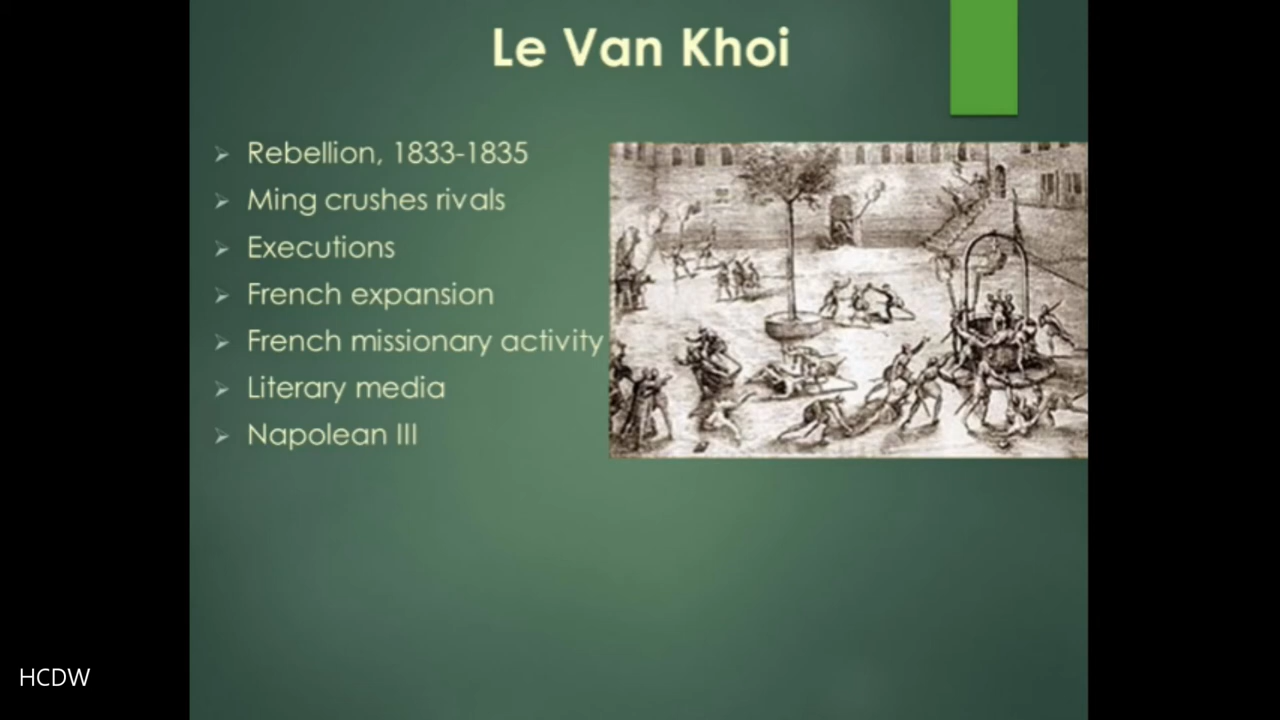 Le Van Khoi
Rebellion, 1833-1835
Ming crushes rivals
Executions
French expansion
French missionary activity
Literary media
Napolean III
HCDW